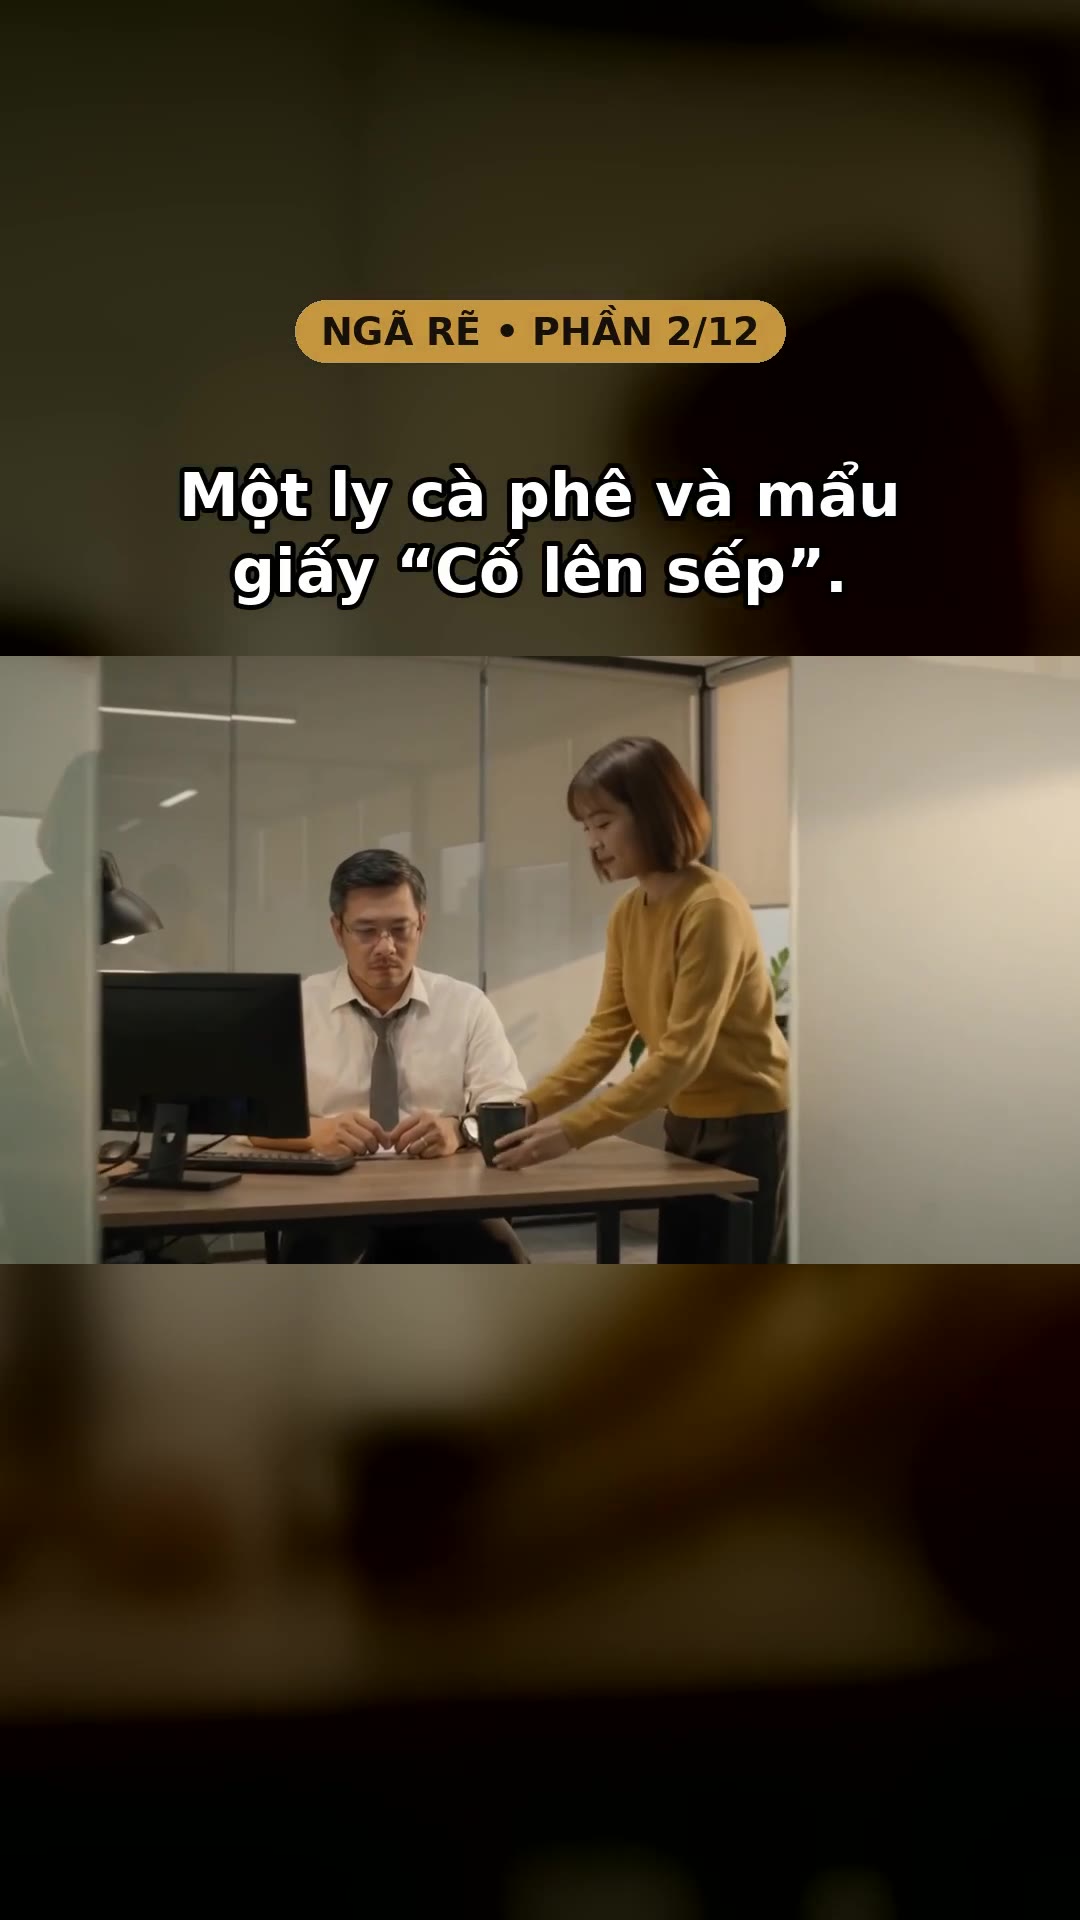 NGÃ RẼ • PHẦN 2/12
Một ly cà phê và mẩu
giấy “Cố lên sếp”.